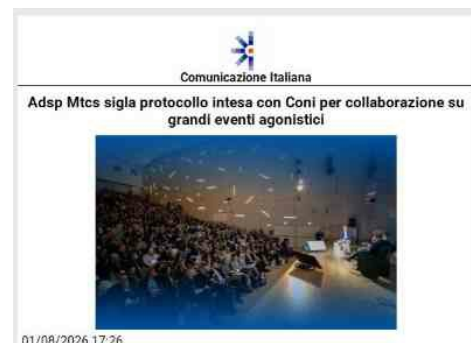 Comunicazione Italiana
Adsp Mtcs sigla protocollo intesa con Coni per collaborazione su
grandi eventi agonistici
01/08/2026 17:26